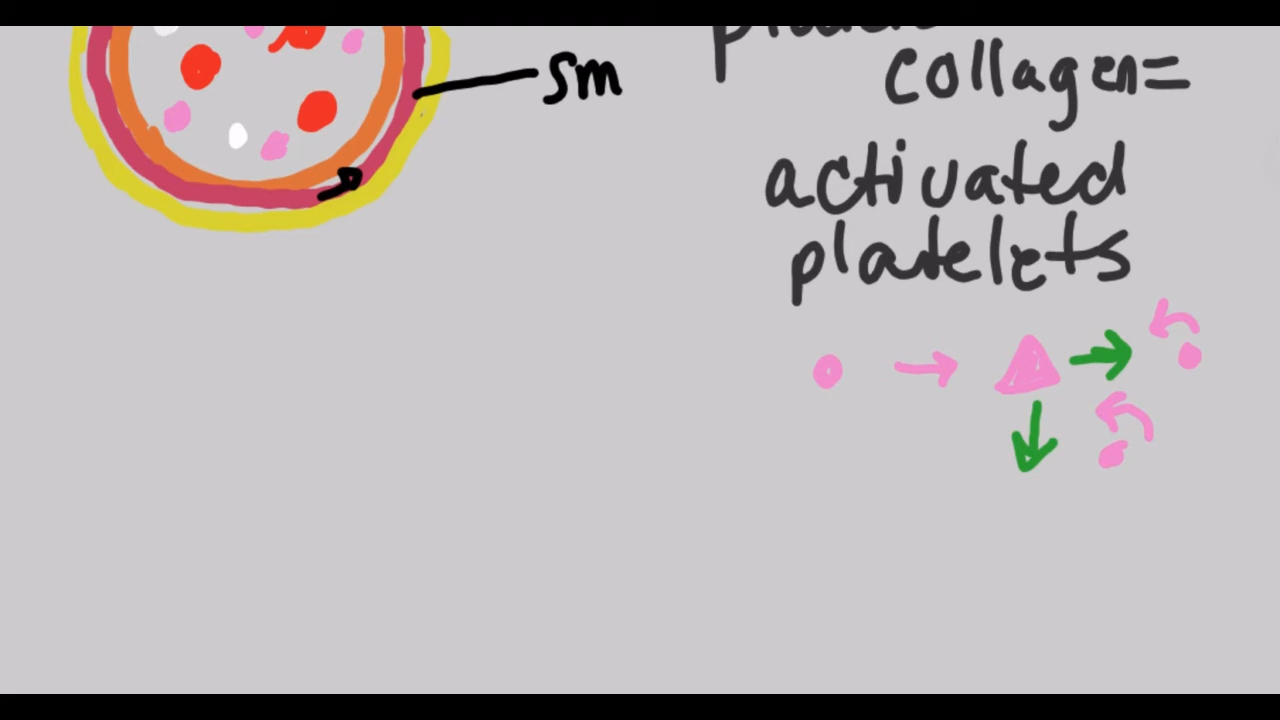 sm
collagen=
activated
platelets